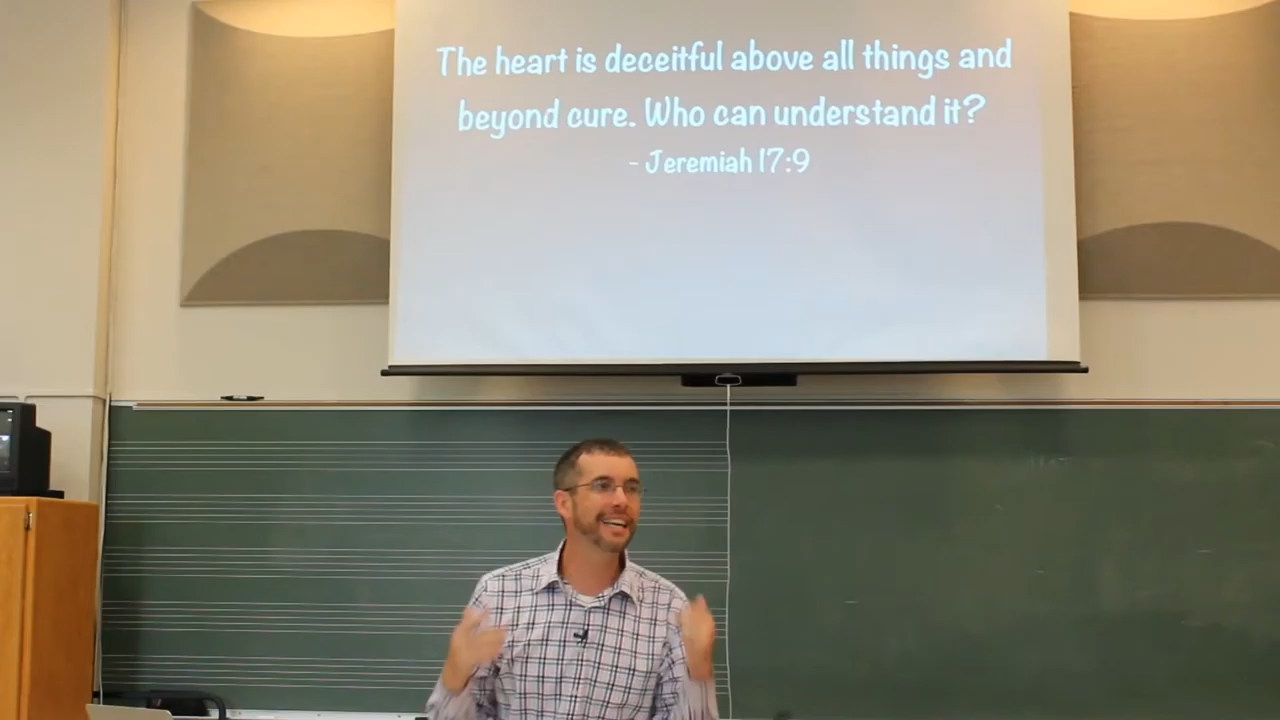 The heart is deceitful above all things and
beyond cure. Who can understand it?
- Jeremiah 17:9